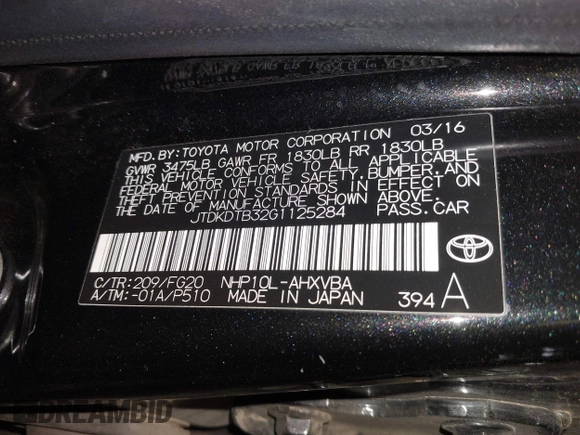 MFD. BY: TOYOTA MOTOR CORPORATION 03/16
GVWR 3475LB GAWR FR 1830LB RR 1830LB
THIS VEHICLE CONFORMS TO ALL APPLICABLE
FEDERAL MOTOR VEHICLE SAFETY, BUMPER, AND
THEFT PREVENTION STANDARDS IN EFFECT ON
THE DATE OF MANUFACTURE SHOWN ABOVE.
JTDKDTB32G1125284 PASS. CAR
C/TR: 209/FG20 NHP10L-AHXVBA
A/TM: -01A/P510 MADE IN JAPAN
394 A
DREAMBID